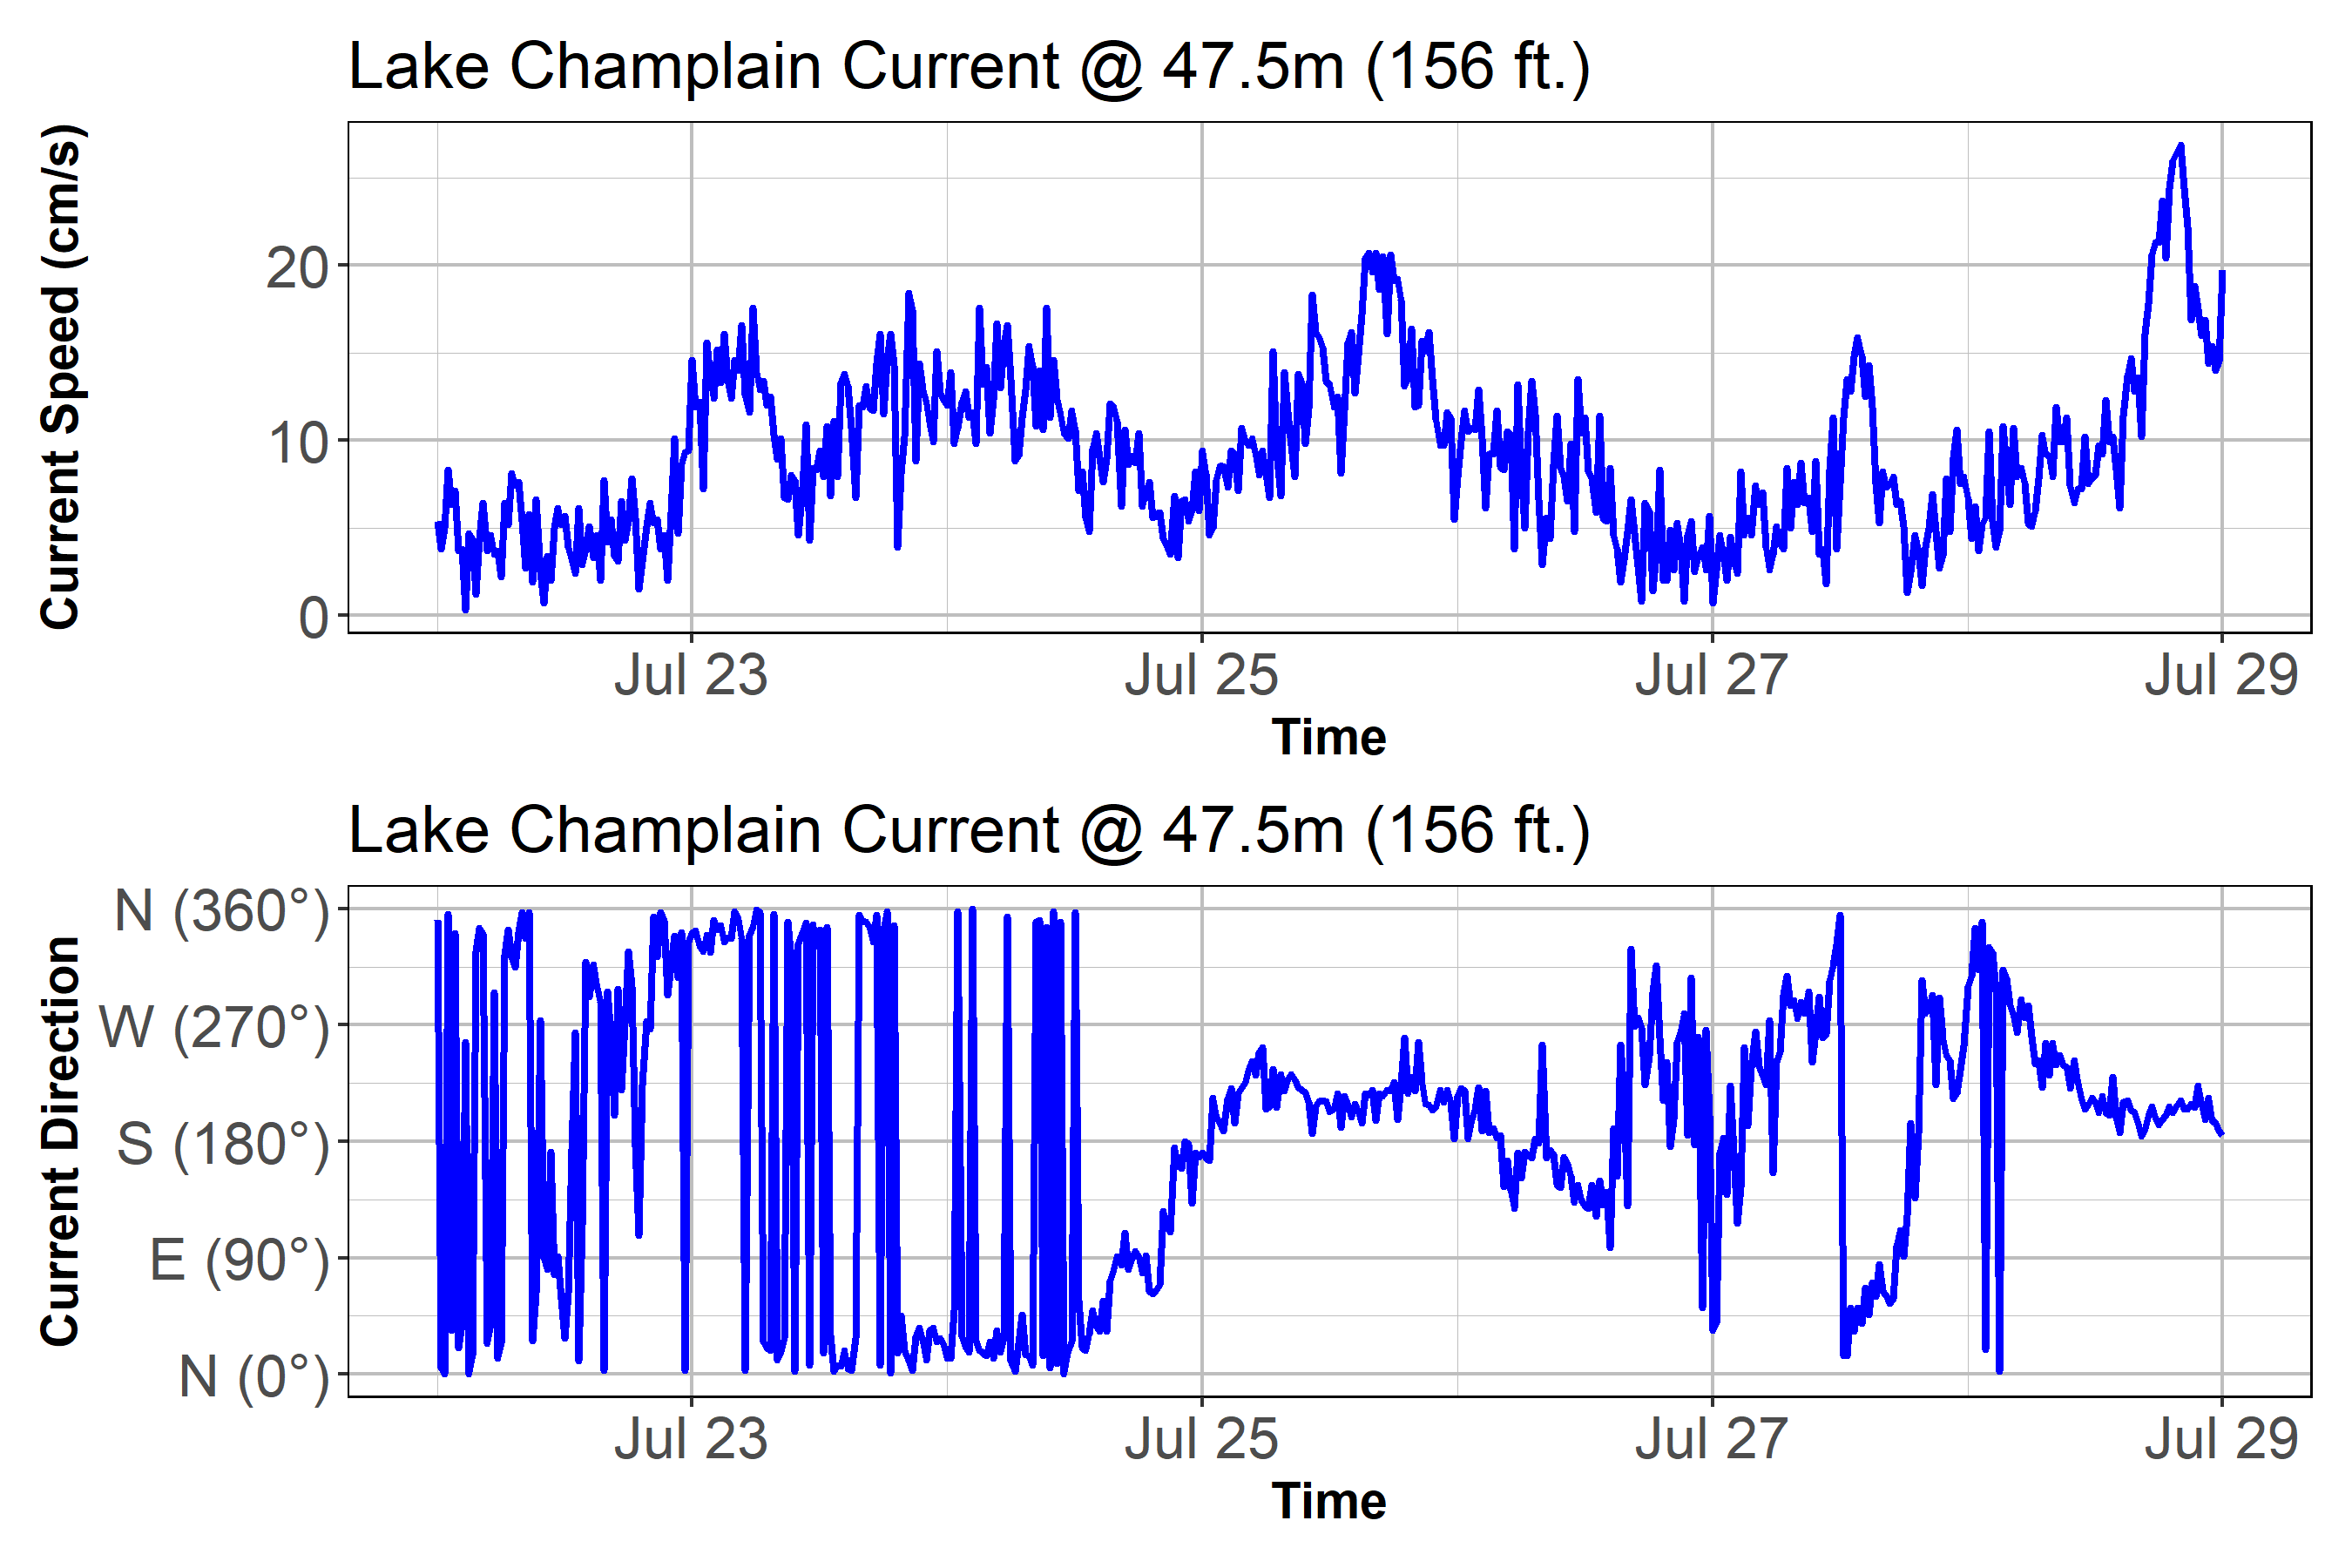 Lake Champlain Current @ 47.5m (156 ft.)
Current Speed (cm/s)
20
10
0
Jul 23
Jul 25
Jul 27
Jul 29
Time
Lake Champlain Current @ 47.5m (156 ft.)
Current Direction
N (360°)
W (270°)
S (180°)
E (90°)
N (0°)
Jul 23
Jul 25
Jul 27
Jul 29
Time